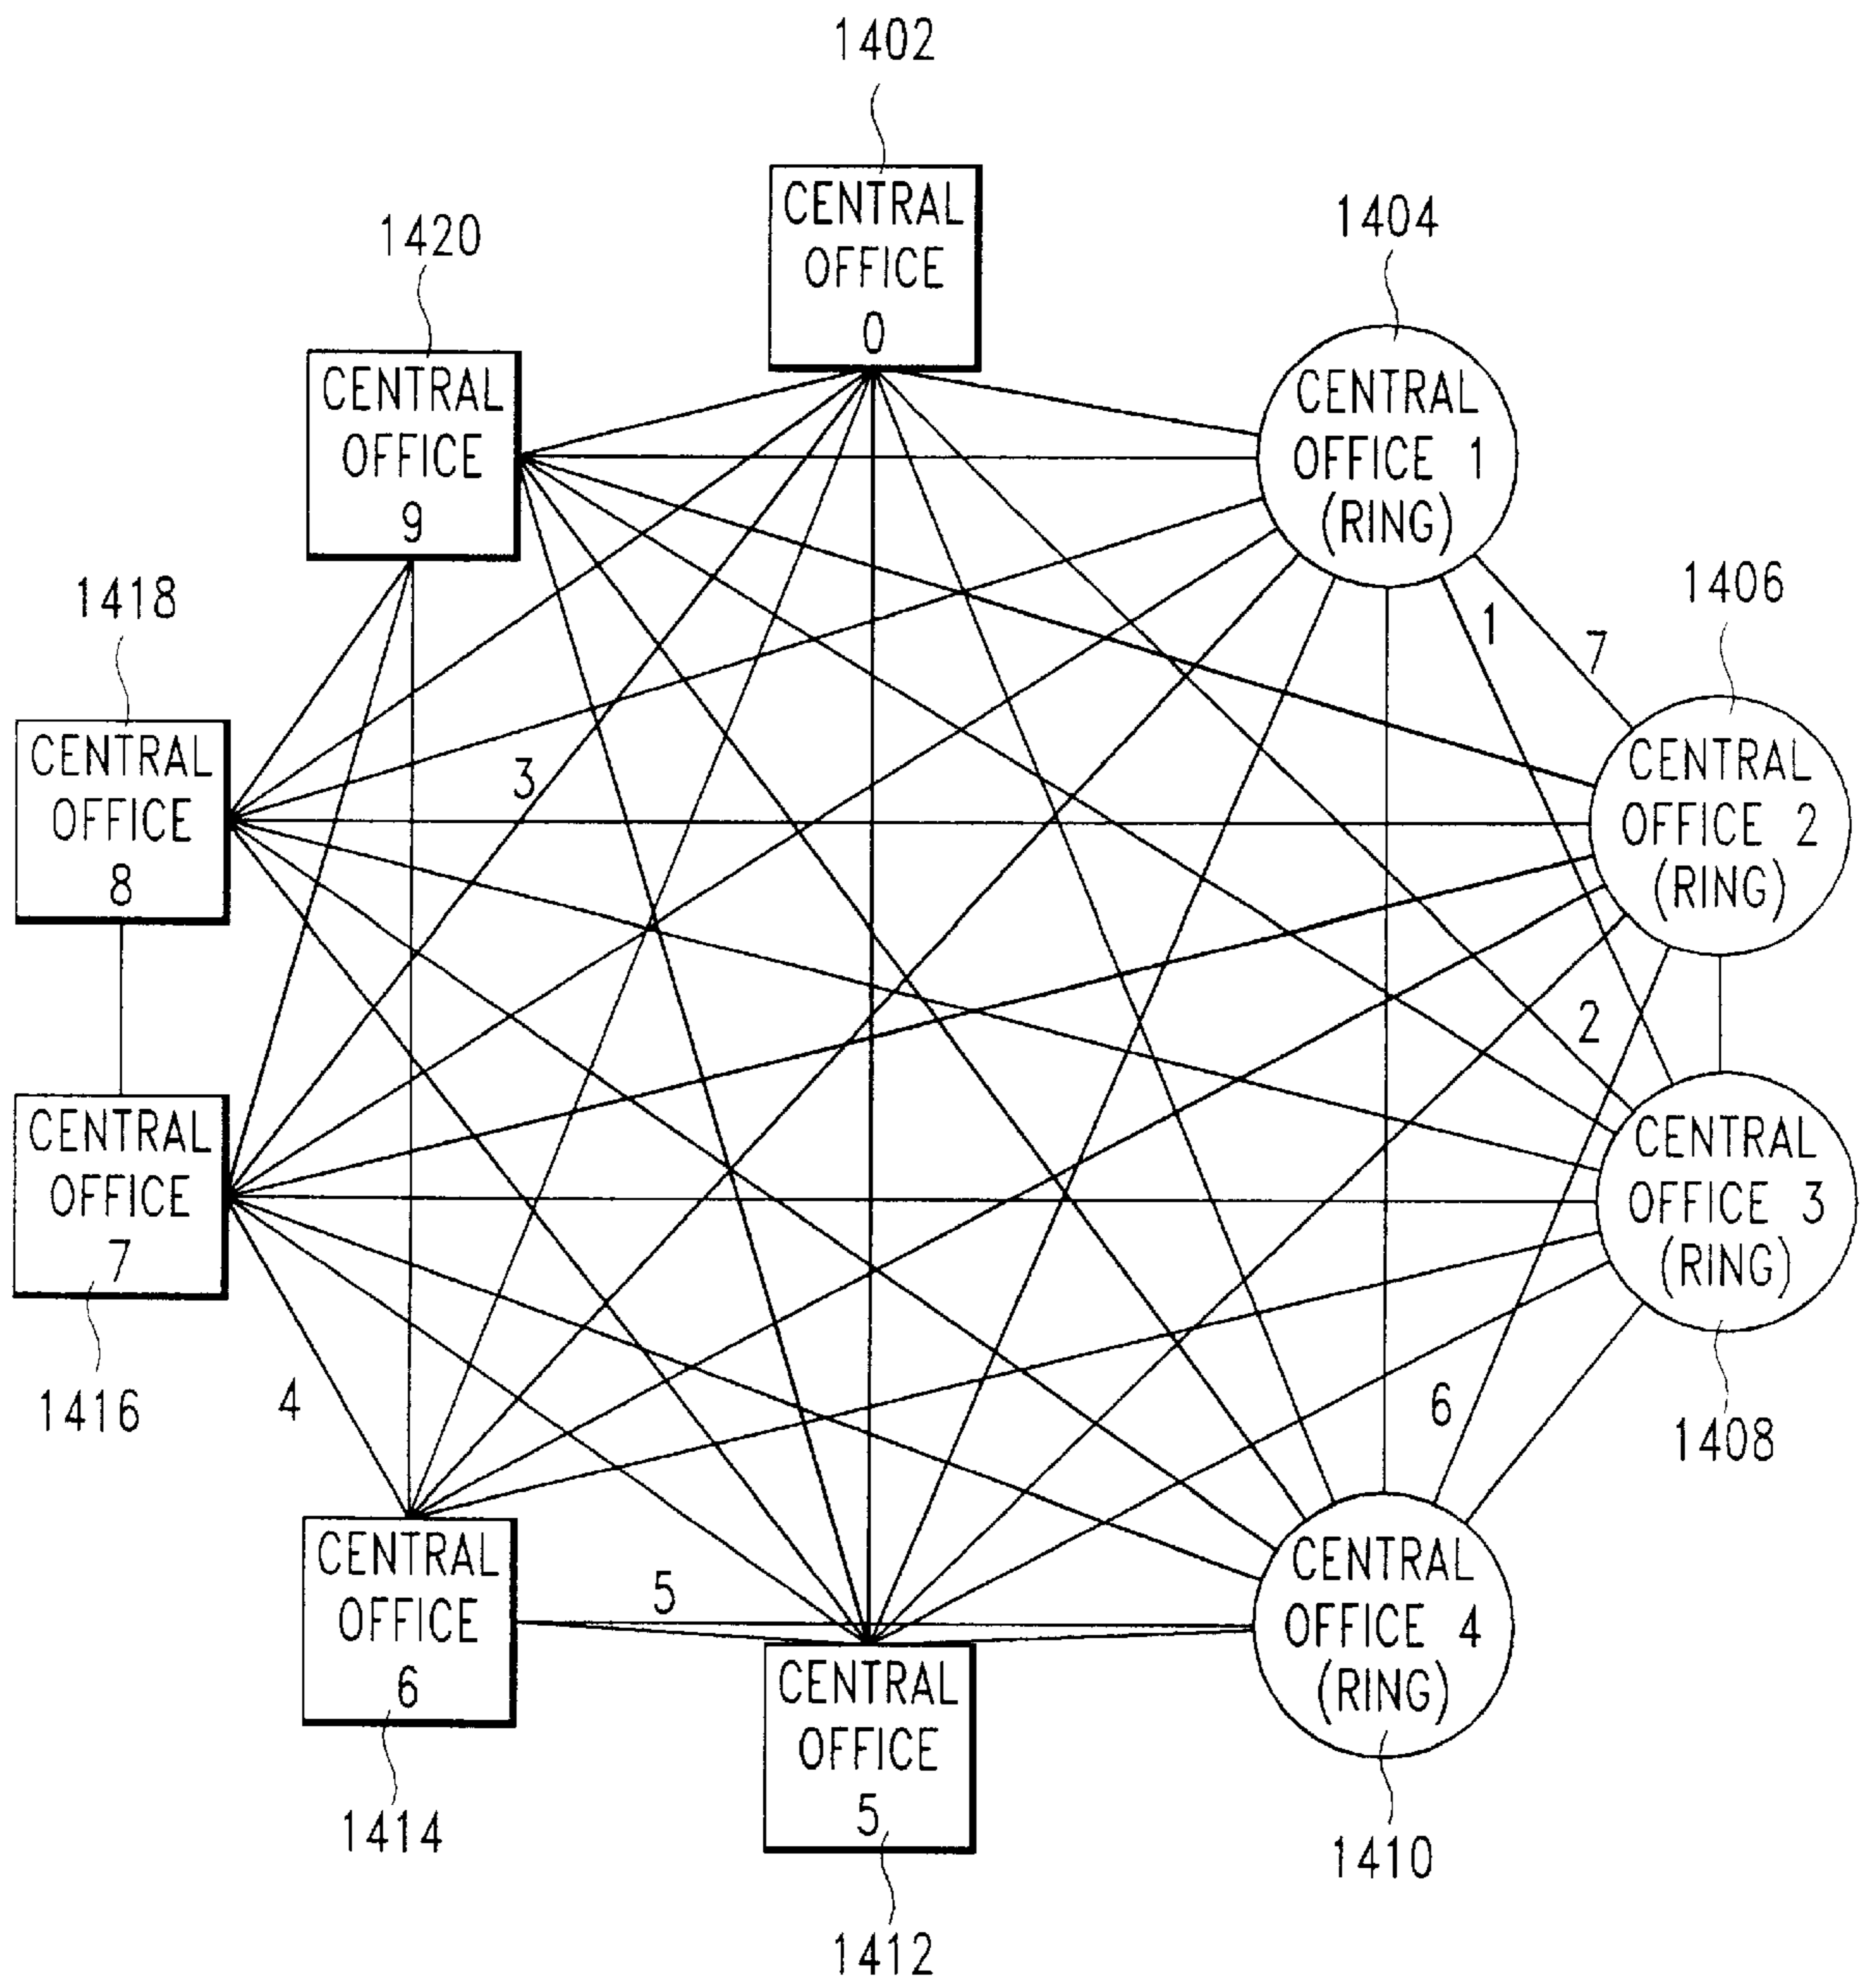 1402
CENTRAL
OFFICE
0
1404
CENTRAL
OFFICE 1
(RING)
1420
CENTRAL
OFFICE
9
1406
CENTRAL
OFFICE 2
(RING)
1
7
1418
CENTRAL
OFFICE
8
3
2
CENTRAL
OFFICE
7
1416
CENTRAL
OFFICE 3
(RING)
1408
4
6
CENTRAL
OFFICE
6
1414
5
CENTRAL
OFFICE
5
1412
CENTRAL
OFFICE 4
(RING)
1410